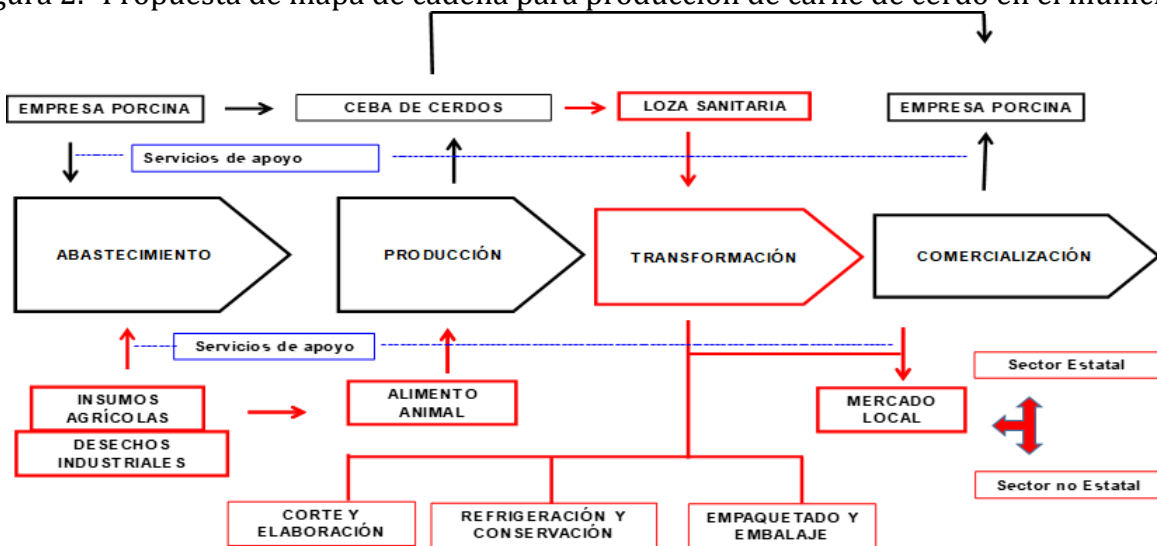 gura 2. Propuesta de mapa de cadena para producción de carne de cerdo en el munic
EMPRESA PORCINA
CEBA DE CERDOS
LOZA SANITARIA
EMPRESA PORCINA
Servicios de apoyo
ABASTECIMIENTO
PRODUCCIÓN
TRANSFORMACIÓN
COMERCIALIZACIÓN
Servicios de apoyo
Sector Estatal
INSUMOS
AGRÍCOLAS
ALIMENTO
ANIMAL
MERCADO
LOCAL
DESECHOS
INDUSTRIALES
Sector no Estatal
CORTE Y
ELABORACIÓN
REFRIGERACIÓN Y
CONSERVACIÓN
EMPAQUETADO Y
EMBALAJE